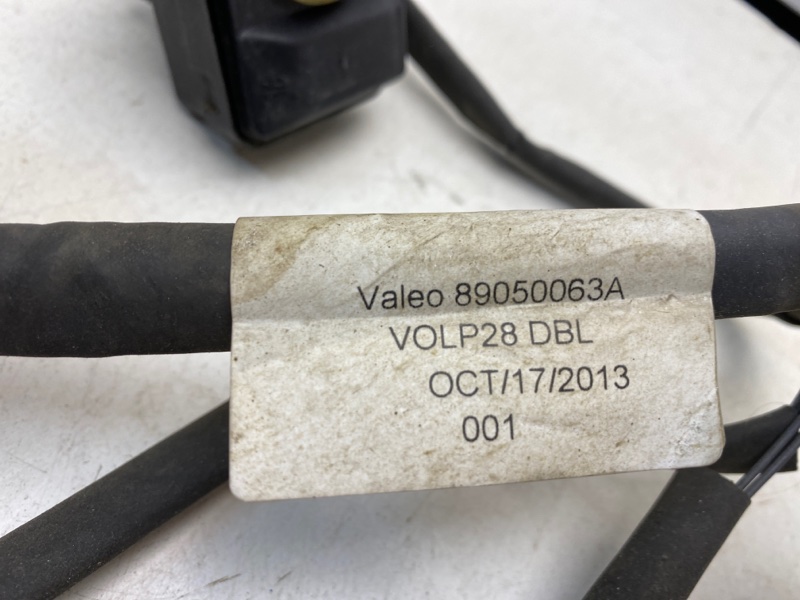 Valeo 89050063A
VOLP28 DBL
OCT/17/2013
001